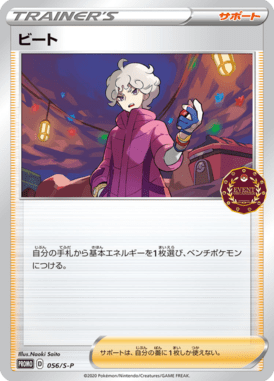 TRAINER'S
サポート
ビート
EVENT
自分の手札から基本エネルギーを1枚選び、ベンチポケモン
につける。
Illus.Naoki Saito
PROMO D 056/S-P
サポートは、自分の番に1枚しか使えない。
©2020 Pokémon/Nintendo/Creatures/GAME FREAK.